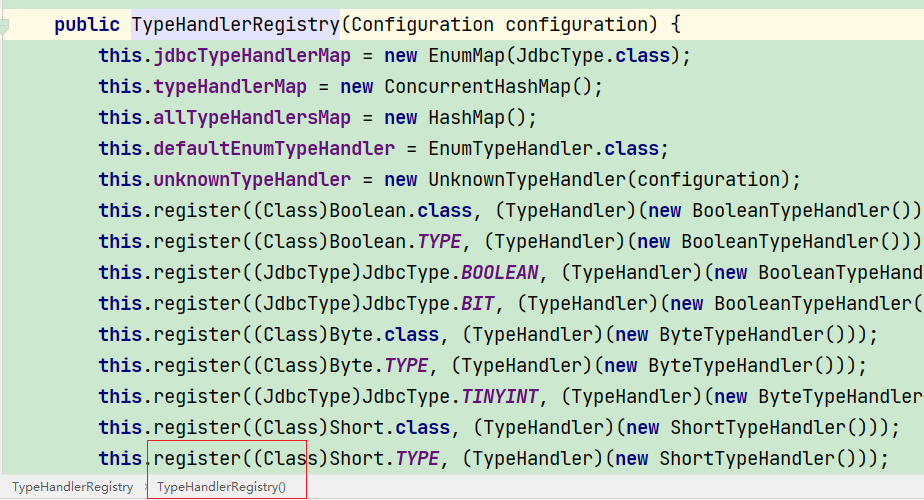 public TypeHandlerRegistry(Configuration configuration) {
this.jdbcTypeHandlerMap = new EnumMap(JdbcType.class);
this.typeHandlerMap = new ConcurrentHashMap();
this.allTypeHandlersMap = new HashMap();
this.defaultEnumTypeHandler = EnumTypeHandler.class;
this.unknownTypeHandler = new UnknownTypeHandler(configuration);
this.register((Class)Boolean.class, (TypeHandler)(new BooleanTypeHandler())
this.register((Class)Boolean.TYPE, (TypeHandler)(new BooleanTypeHandler()))
this.register((JdbcType)JdbcType.BOOLEAN, (TypeHandler)(new BooleanTypeHand
this.register((JdbcType)JdbcType.BIT, (TypeHandler)(new BooleanTypeHandler(
this.register((Class)Byte.class, (TypeHandler)(new ByteTypeHandler()));
this.register((Class)Byte.TYPE, (TypeHandler)(new ByteTypeHandler()));
this.register((JdbcType)JdbcType.TINYINT, (TypeHandler)(new ByteTypeHandler
this.register((Class)Short.class, (TypeHandler)(new ShortTypeHandler()));
this.register((Class)Short.TYPE, (TypeHandler)(new ShortTypeHandler()));
TypeHandlerRegistry › TypeHandlerRegistry()